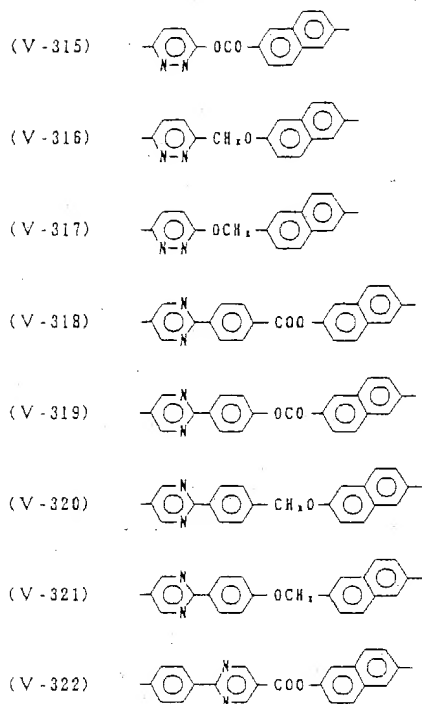 (V-315) N-N OCO
(V-316) N-N CH₂O
(V-317) N-N OCH₂
(V-318) N N COO
(V-319) N N OCO
(V-320) N N CH₂O
(V-321) N N OCH₂
(V-322) N N COO